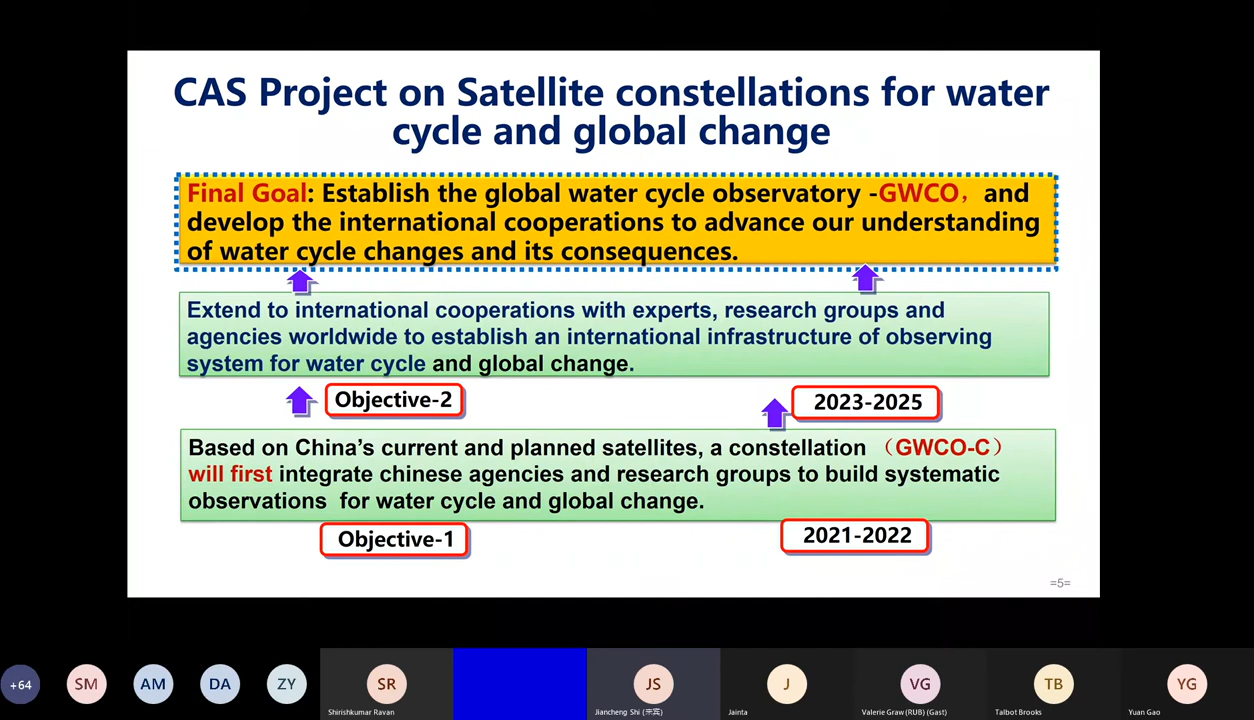 CAS Project on Satellite constellations for water
cycle and global change
Final Goal: Establish the global water cycle observatory -GWCO，and
develop the international cooperations to advance our understanding
of water cycle changes and its consequences.
Extend to international cooperations with experts, research groups and
agencies worldwide to establish an international infrastructure of observing
system for water cycle and global change.
Objective-2
2023-2025
Based on China's current and planned satellites, a constellation （GWCO-C）
will first integrate chinese agencies and research groups to build systematic
observations for water cycle and global change.
Objective-1
2021-2022
=5=
+64
SM
AM
DA
ZY
SR
JS
J
VG
TB
YG
Shirishkumar Ravan
Jiancheng Shi (来宾)
Jainta
Valerie Graw (RUB) (Gast)
Talbot Brooks
Yuan Gao